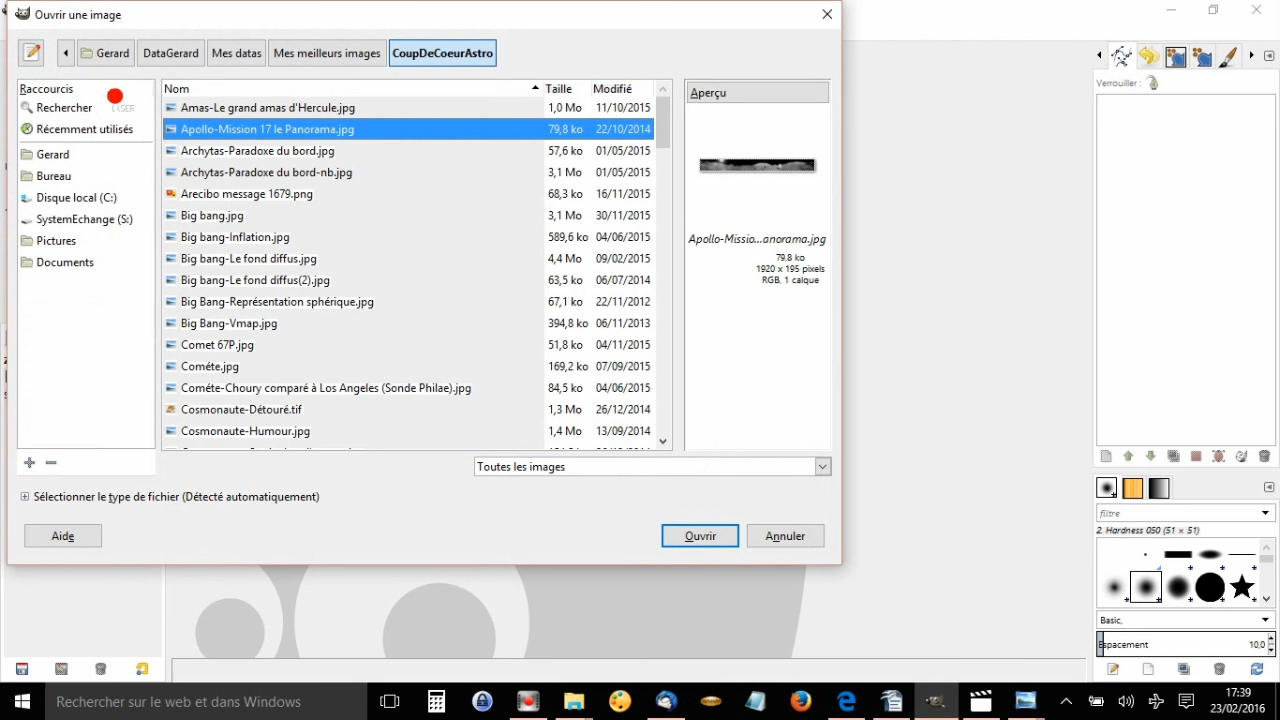 Ouvrir une image
Gerard
DataGerard
Mes datas
Mes meilleurs images
CoupDeCoeurAstro
Raccourcis
Rechercher
LASER
Récemment utilisés
Gerard
Bureau
Disque local (C:)
SystemEchange (S:)
Pictures
Documents
Nom Taille Modifié
Amas-Le grand amas d'Hercule.jpg 1,0 Mo 11/10/2015
Apollo-Mission 17 le Panorama.jpg 79,8 ko 22/10/2014
Archytas-Paradoxe du bord.jpg 57,6 ko 01/05/2015
Archytas-Paradoxe du bord-nb.jpg 3,1 Mo 01/05/2015
Arecibo message 1679.png 68,3 ko 16/11/2015
Big bang.jpg 3,1 Mo 30/11/2015
Big bang-Inflation.jpg 589,6 ko 04/06/2015
Big bang-Le fond diffus.jpg 4,4 Mo 09/02/2015
Big bang-Le fond diffus(2).jpg 63,5 ko 06/07/2014
Big Bang-Représentation sphérique.jpg 67,1 ko 22/11/2012
Big Bang-Vmap.jpg 394,8 ko 06/11/2013
Comet 67P.jpg 51,8 ko 04/11/2015
Cométe.jpg 169,2 ko 07/09/2015
Cométe-Choury comparé à Los Angeles (Sonde Philae).jpg 84,5 ko 04/06/2015
Cosmonaute-Détouré.tif 1,3 Mo 26/12/2014
Cosmonaute-Humour.jpg 1,4 Mo 13/09/2014
Aperçu
Apollo-Missio...anorama.jpg
79,8 ko
1920 x 195 pixels
RGB, 1 calque
Toutes les images
Sélectionner le type de fichier (Détecté automatiquement)
Aide
Ouvrir
Annuler
Verrouiller :
filtre
2. Hardness 050 (51 × 51)
Basic,
Espacement 10,0
Rechercher sur le web et dans Windows
17:39
23/02/2016